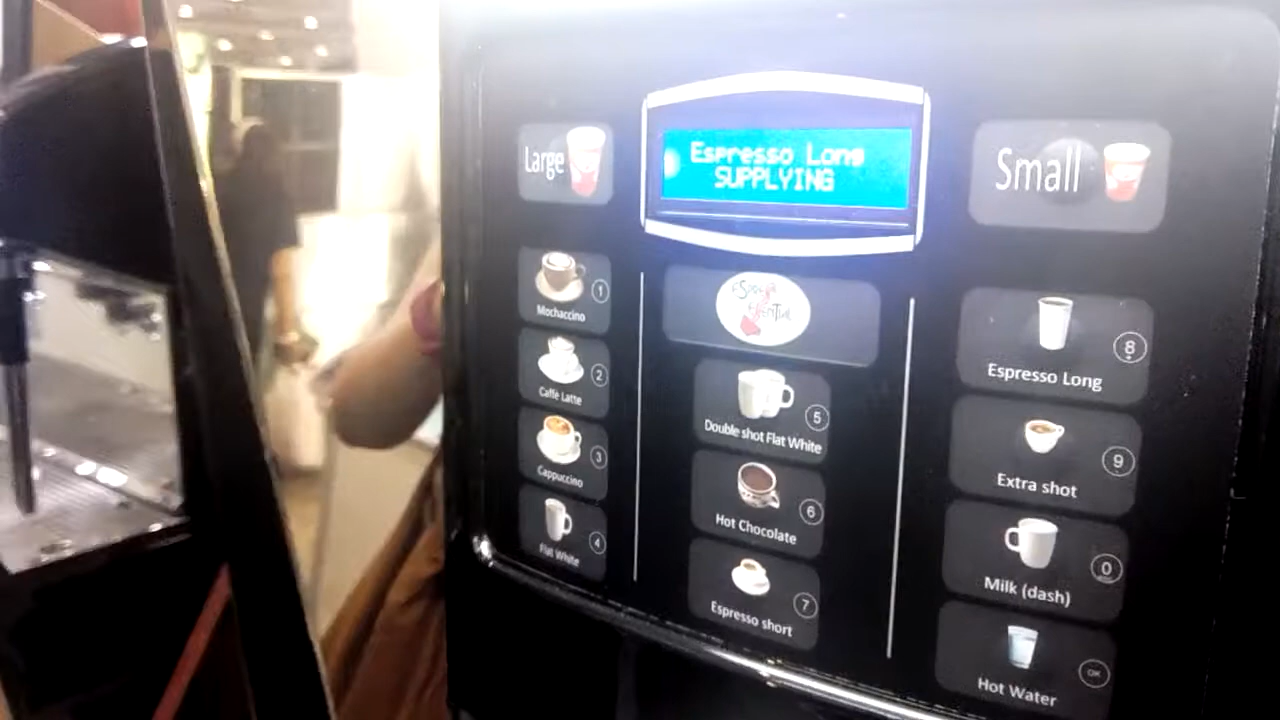 Large
Espresso Long
SUPPLYING
Small
1
Mochaccino
2
Caffe Latte
3
Cappuccino
4
Flat White
5
Double shot Flat White
6
Hot Chocolate
7
Espresso short
8
Espresso Long
9
Extra shot
0
Milk (dash)
OK
Hot Water